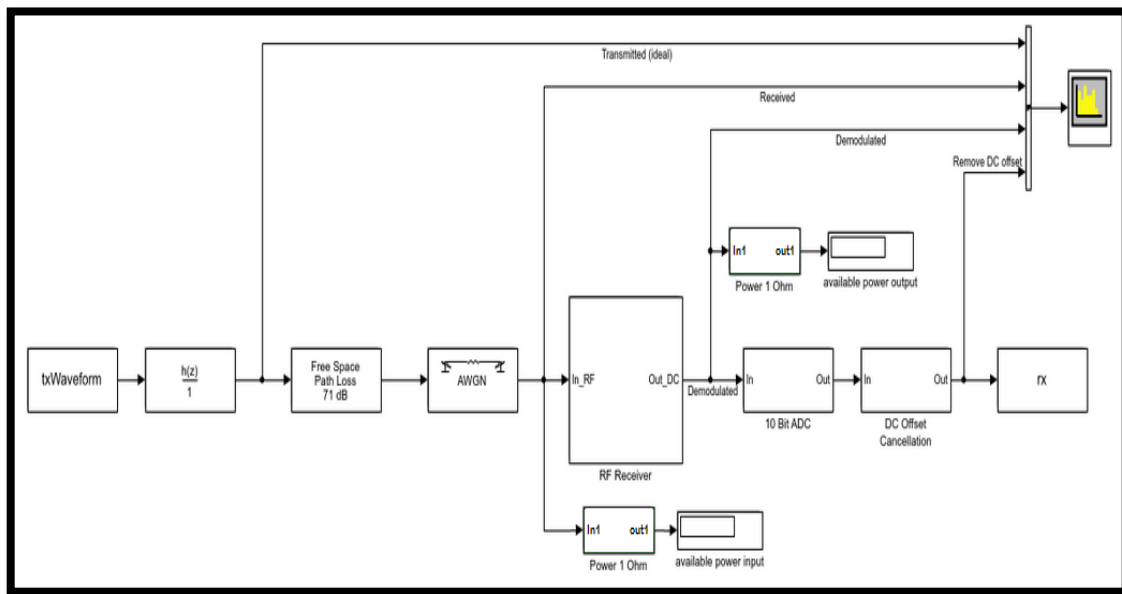 Transmitted (ideal)
Received
Demodulated
Remove DC offset
In1 out1
Power 1 Ohm
available power output
txWaveform
h(z)
1
Free Space
Path Loss
71 dB
AWGN
In_RF Out_DC
RF Receiver
Demodulated
In Out
10 Bit ADC
In Out
DC Offset
Cancellation
rx
In1 out1
Power 1 Ohm
available power input